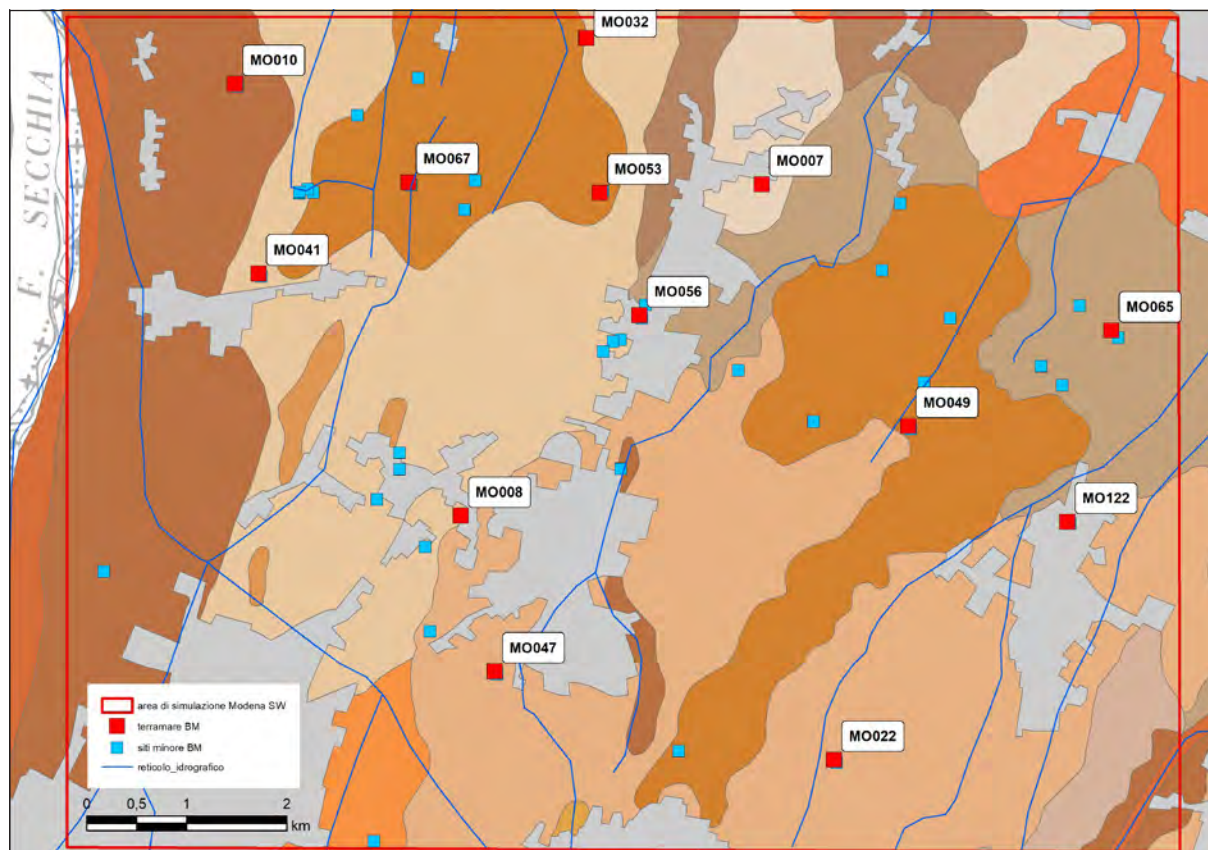 MO032
MO010
F. SECCHIA
MO067
MO053
MO007
MO041
MO056
MO065
MO049
MO008
MO122
MO047
MO022
area di simulazione Modena SW
terramare BM
siti minore BM
reticolo_idrografico
0 0,5 1 2
km